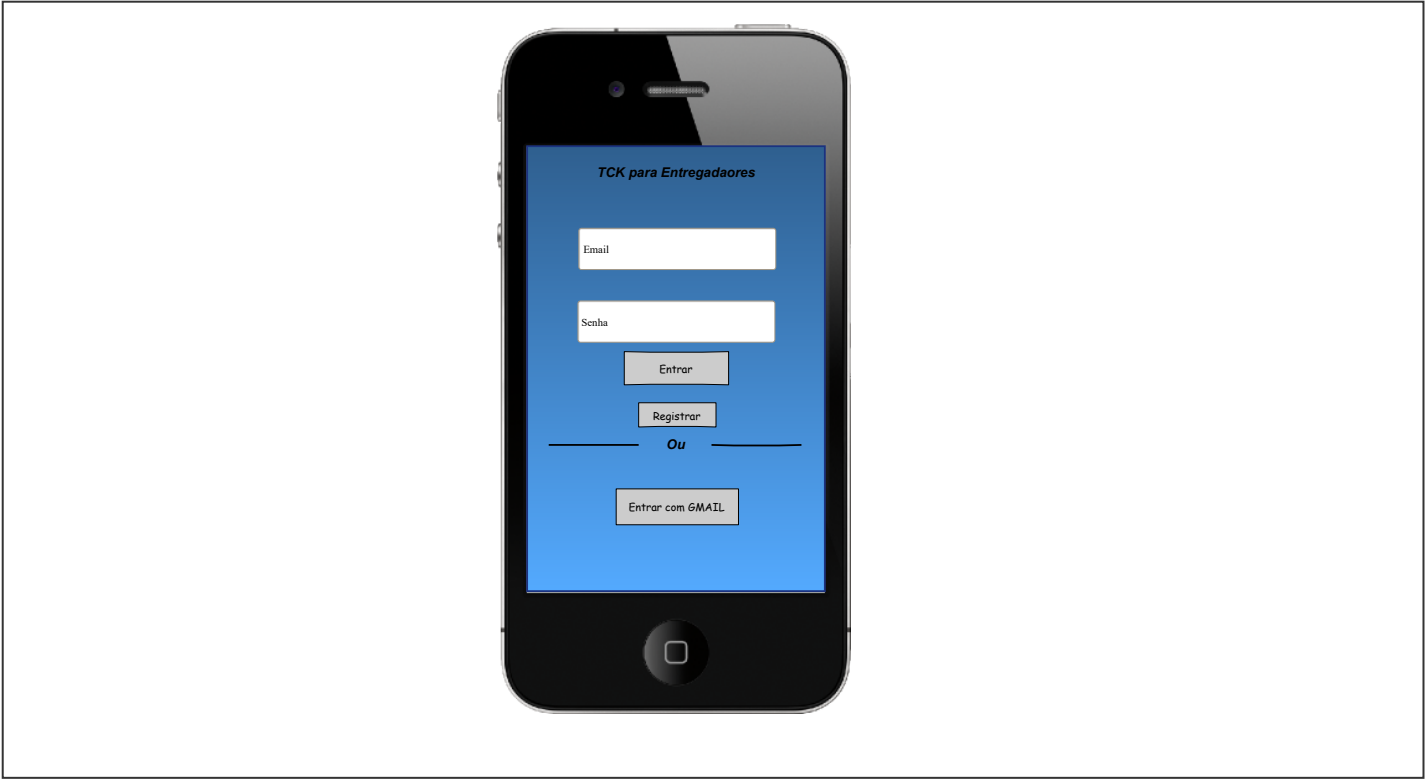 TCK para Entregadaores
Email
Senha
Entrar
Registrar
Ou
Entrar com GMAIL